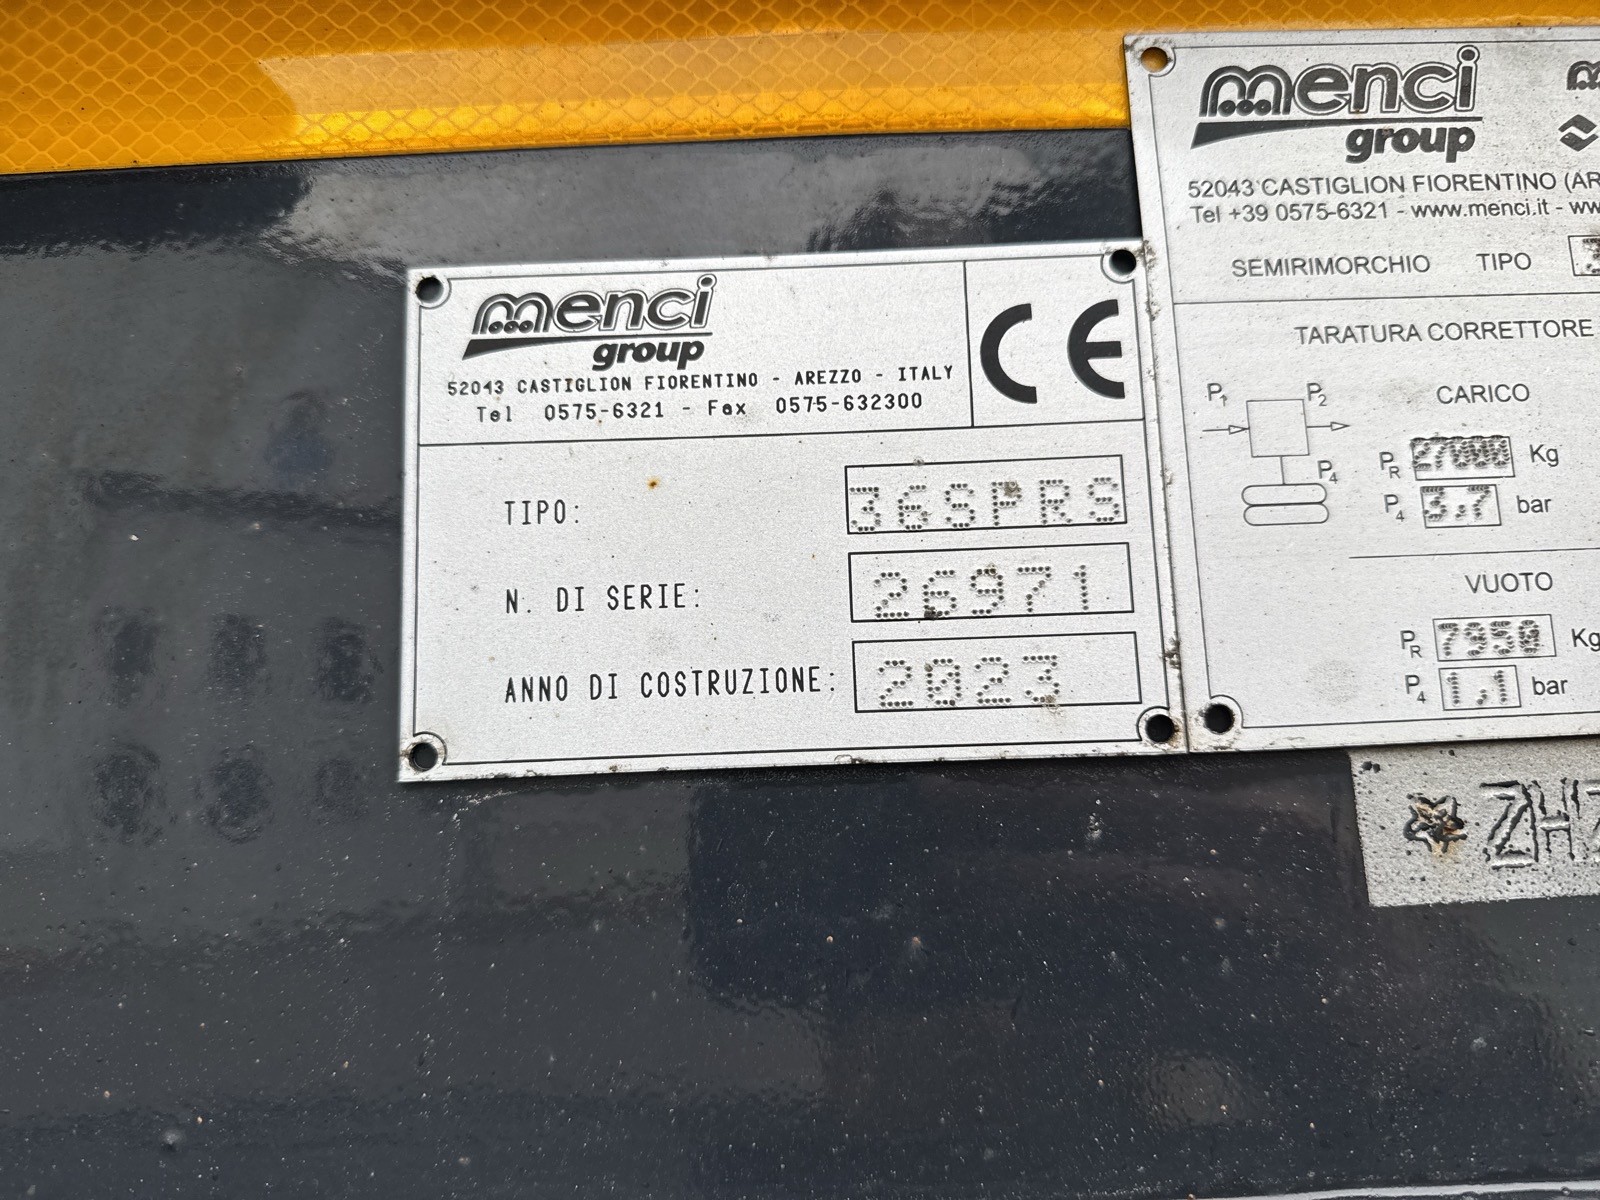 menci
group
52043 CASTIGLION FIORENTINO - AREZZO - ITALY
Tel 0575-6321 - Fax 0575-632300
CE
TIPO: 36SPRS
N. DI SERIE: 26971
ANNO DI COSTRUZIONE: 2023
menci
group
52043 CASTIGLION FIORENTINO (AR
Tel +39 0575-6321 - www.menci.it - ww
SEMIRIMORCHIO TIPO
TARATURA CORRETTORE
CARICO
P1 P2
P4
PR 27000 Kg
P4 3.7 bar
VUOTO
PR 7950 Kg
P4 1,1 bar
ZHZ